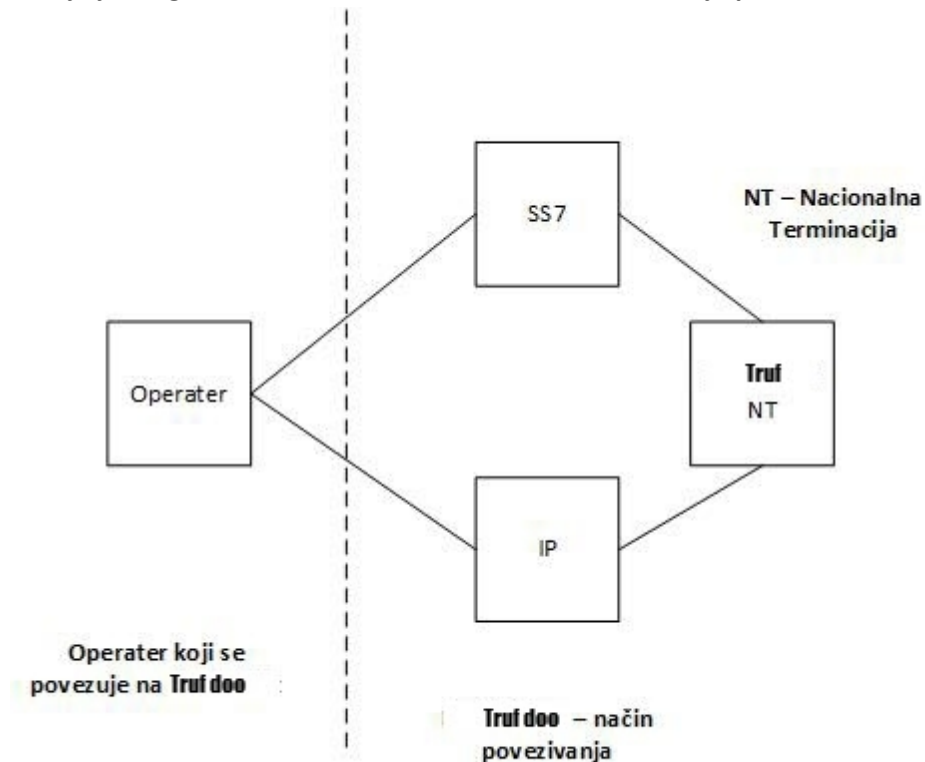 SS7
NT – Nacionalna
Terminacija
Operater
Truf
NT
IP
Operater koji se
povezuje na Truf doo
Truf doo – način
povezivanja